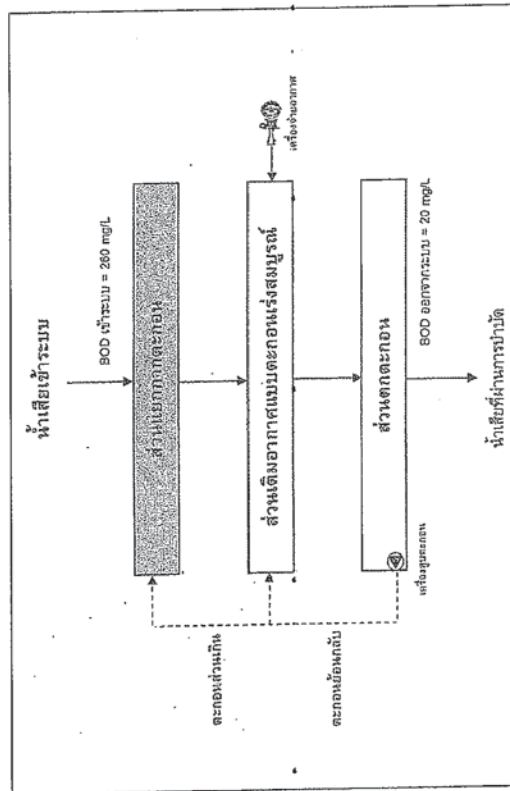 น้ำเสียเข้าระบบ
BOD เข้าระบบ = 260 mg/L
ส่วนแยกกากตะกอน
ส่วนเติมอากาศแบบตะกอนเร่งสมบูรณ์
เครื่องจ่ายอากาศ
ตะกอนส่วนเกิน
ส่วนตกตะกอน
เครื่องสูบตะกอน
ตะกอนย้อนกลับ
BOD ออกจากระบบ = 20 mg/L
น้ำเสียที่ผ่านการบำบัด